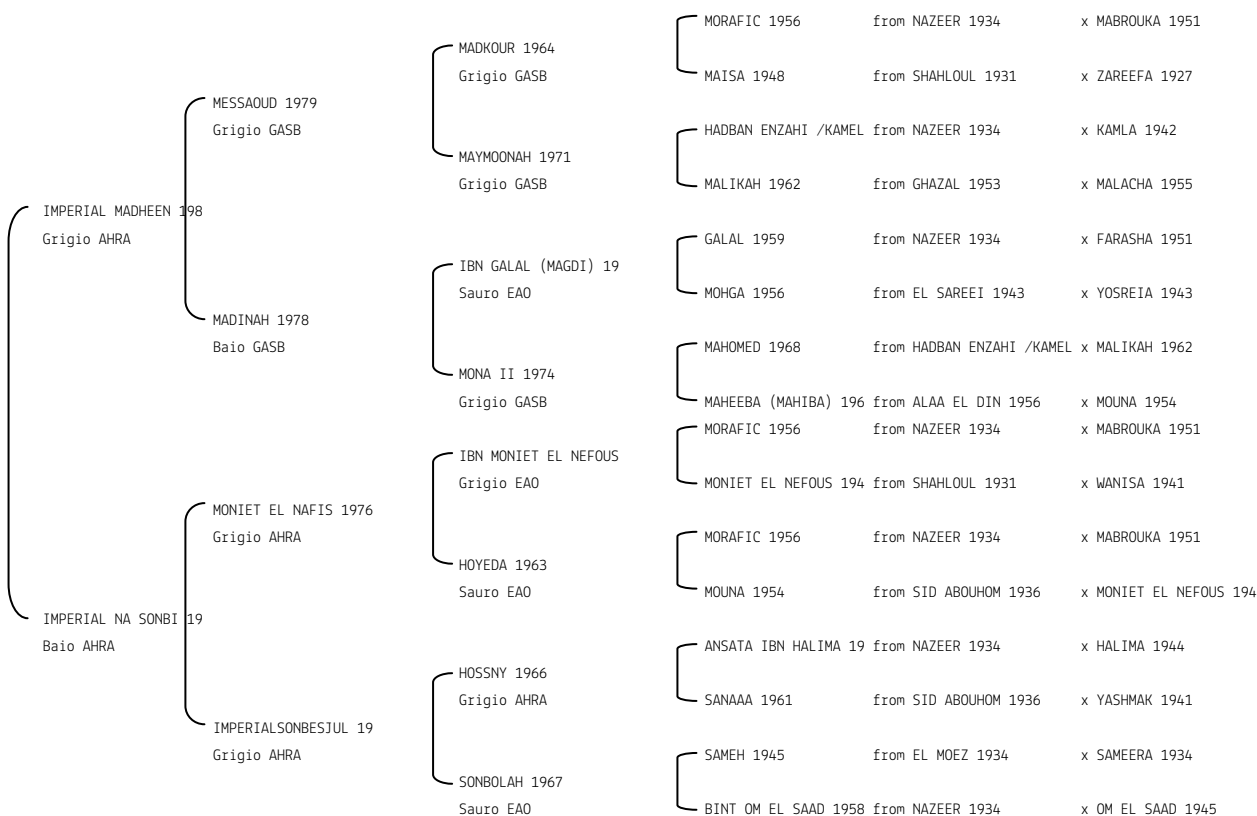 MORAFIC 1956 from NAZEER 1934 x MABROUKA 1951
MADKOUR 1964
Grigio GASB
MAISA 1948 from SHAHLOUL 1931 x ZAREEFA 1927
MESSAOUD 1979
Grigio GASB
HADBAN ENZAHI /KAMEL from NAZEER 1934 x KAMLA 1942
MAYMOONAH 1971
Grigio GASB
MALIKAH 1962 from GHAZAL 1953 x MALACHA 1955
IMPERIAL MADHEEN 198
Grigio AHRA
GALAL 1959 from NAZEER 1934 x FARASHA 1951
IBN GALAL (MAGDI) 19
Sauro EAO
MOHGA 1956 from EL SAREEI 1943 x YOSREIA 1943
MADINAH 1978
Baio GASB
MAHOMED 1968 from HADBAN ENZAHI /KAMEL x MALIKAH 1962
MONA II 1974
Grigio GASB
MAHEEBA (MAHIBA) 196 from ALAA EL DIN 1956 x MOUNA 1954
MORAFIC 1956 from NAZEER 1934 x MABROUKA 1951
IBN MONIET EL NEFOUS
Grigio EAO
MONIET EL NEFOUS 194 from SHAHLOUL 1931 x WANISA 1941
MONIET EL NAFIS 1976
Grigio AHRA
MORAFIC 1956 from NAZEER 1934 x MABROUKA 1951
HOYEDA 1963
Sauro EAO
MOUNA 1954 from SID ABOUHOM 1936 x MONIET EL NEFOUS 194
IMPERIAL NA SONBI 19
Baio AHRA
ANSATA IBN HALIMA 19 from NAZEER 1934 x HALIMA 1944
HOSSNY 1966
Grigio AHRA
SANAAA 1961 from SID ABOUHOM 1936 x YASHMAK 1941
IMPERIALSONBESJUL 19
Grigio AHRA
SAMEH 1945 from EL MOEZ 1934 x SAMEERA 1934
SONBOLAH 1967
Sauro EAO
BINT OM EL SAAD 1958 from NAZEER 1934 x OM EL SAAD 1945